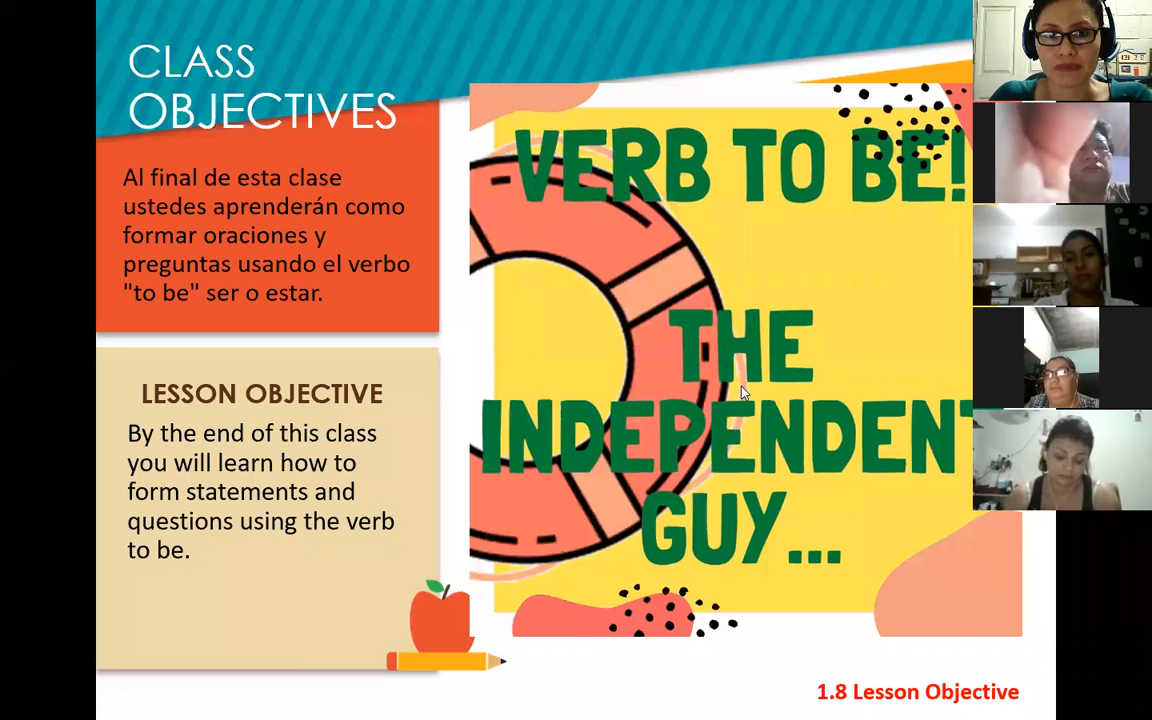 CLASS
OBJECTIVES
Al final de esta clase
ustedes aprenderán como
formar oraciones y
preguntas usando el verbo
"to be" ser o estar.
LESSON OBJECTIVE
By the end of this class
you will learn how to
form statements and
questions using the verb
to be.
VERB TO BE!
THE
INDEPENDENT
GUY...
1.8 Lesson Objective